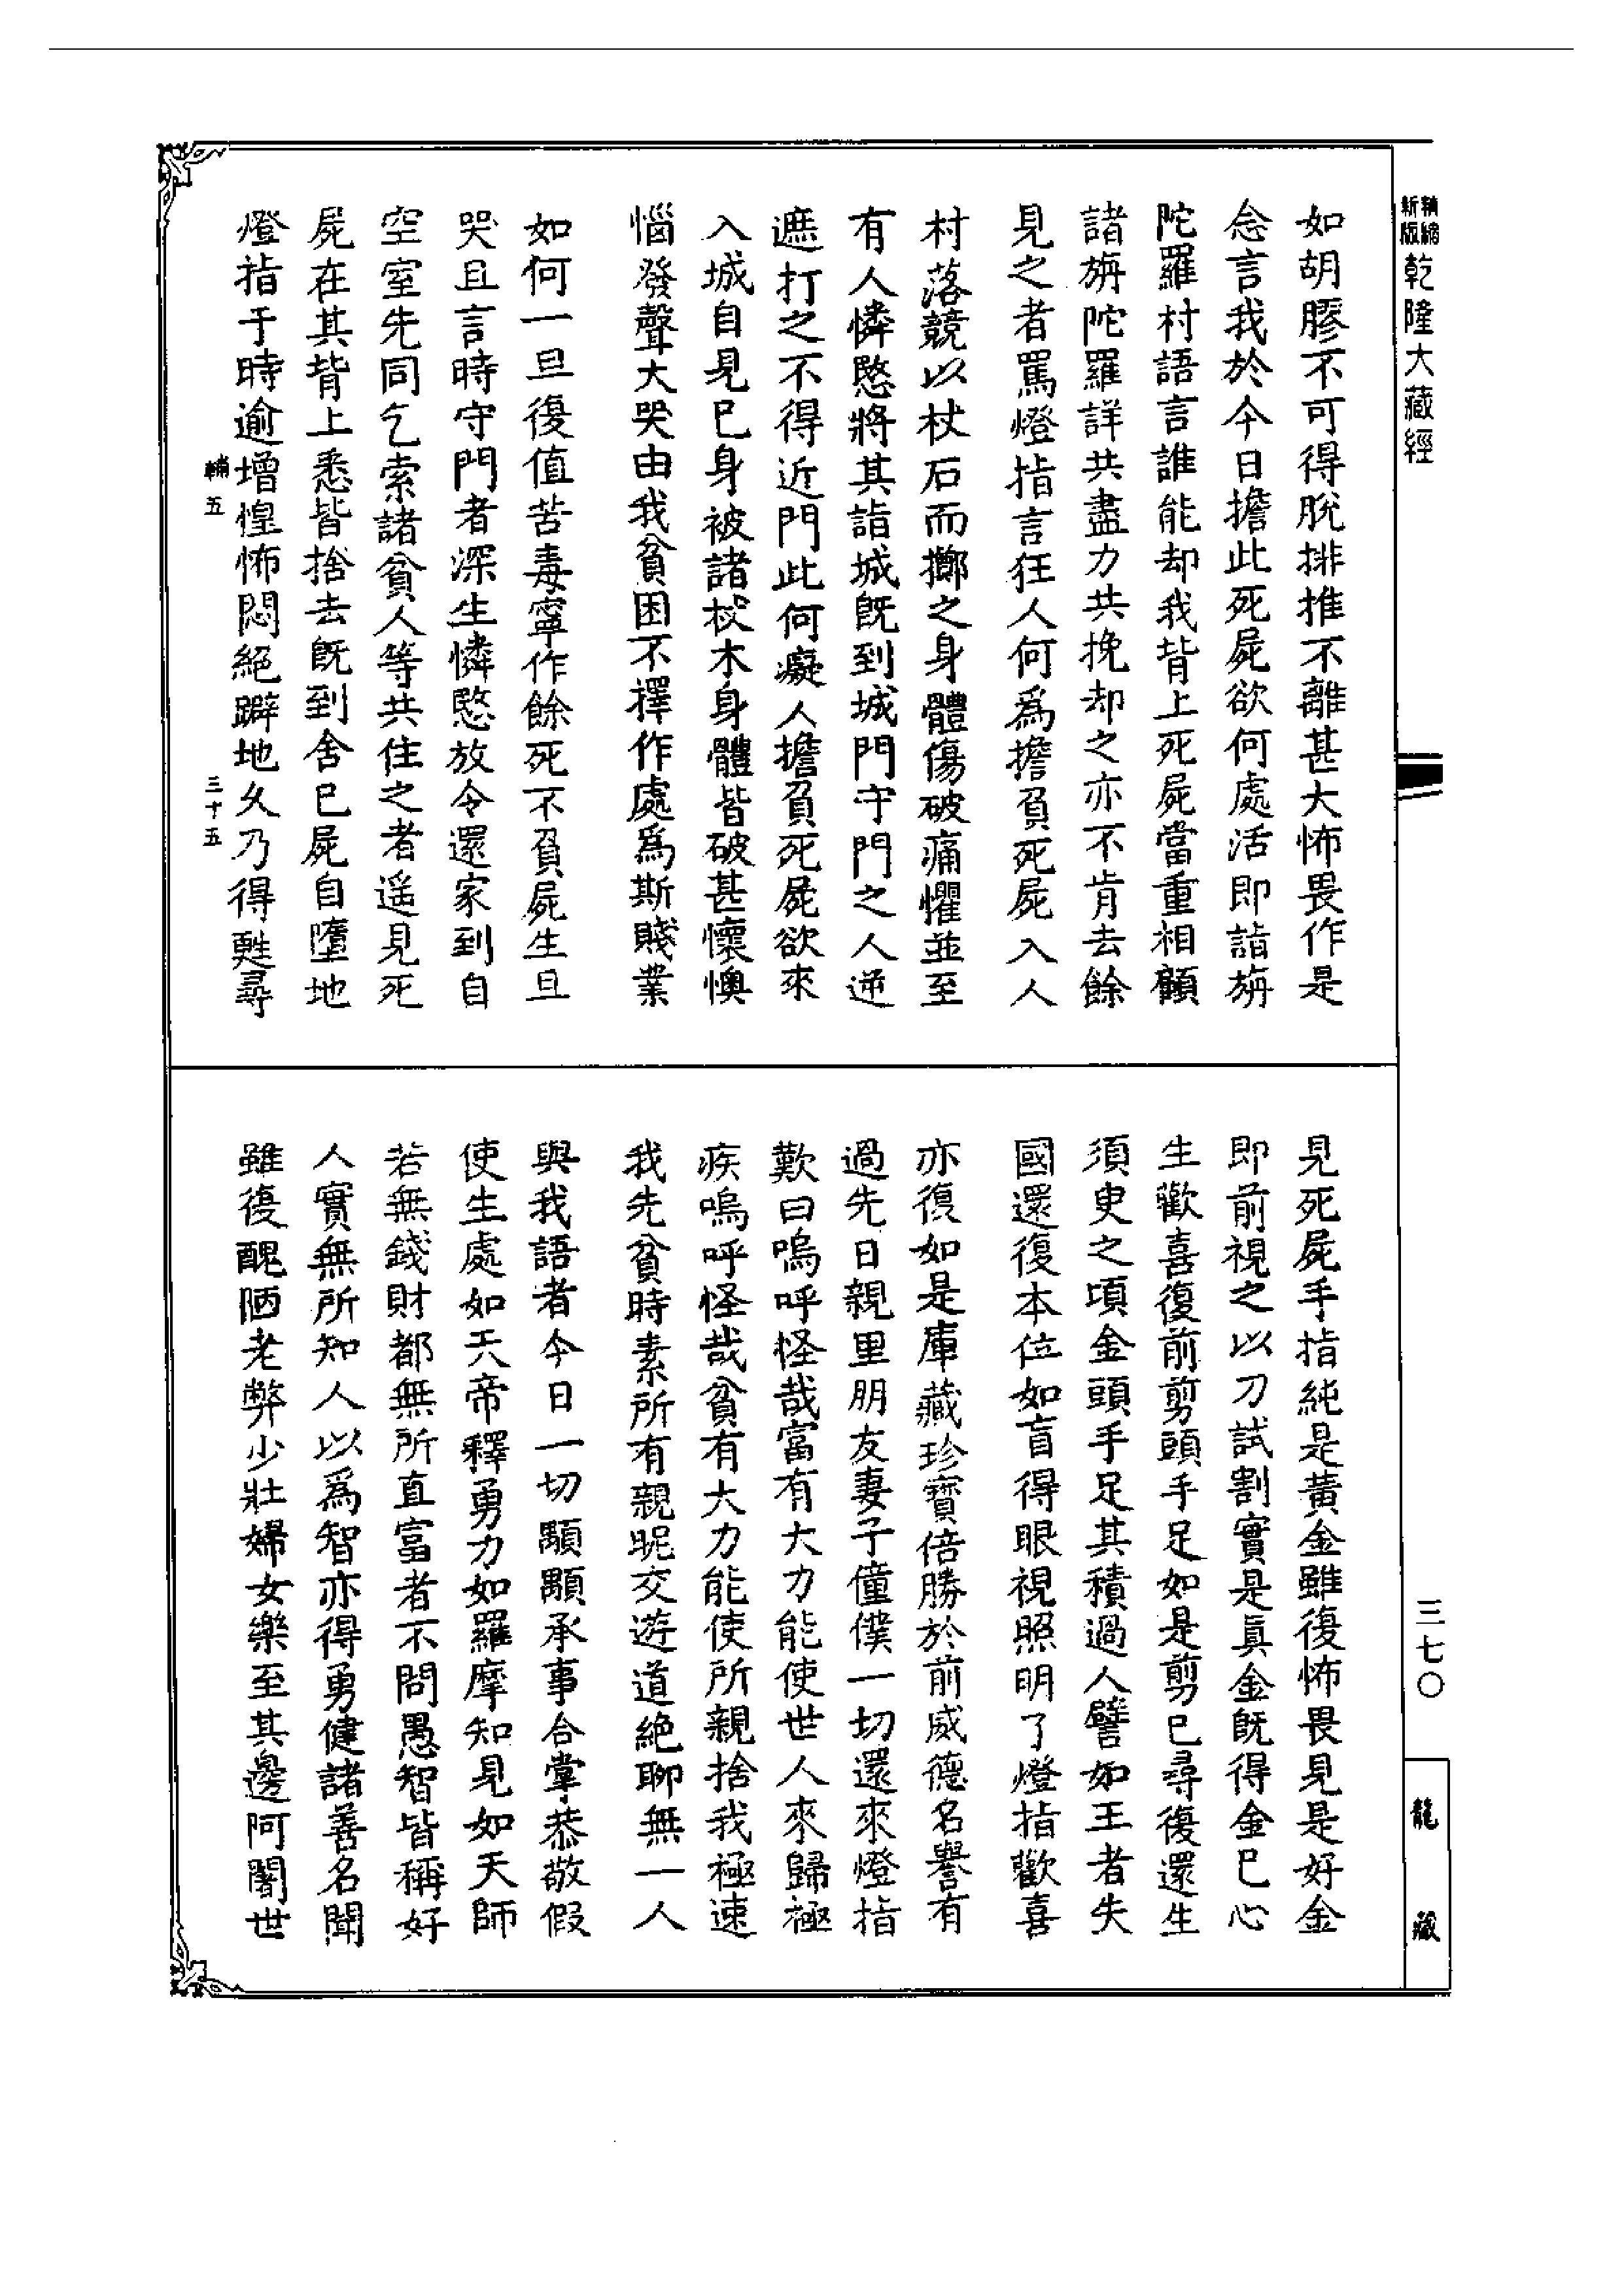 精縮新版乾隆大藏經
如胡膠不可得脫排推不離甚大怖畏作是
念言我於今日擔此死屍欲何處活即詣旃
陀羅村語言誰能却我背上死屍當重相顧
諸旃陀羅詳共盡力共挽却之亦不肯去餘
見之者罵燈指言狂人何為擔負死屍入人
村落競以杖石而擲之身體傷破痛懼並至
有人憐愍將其詣城既到城門守門之人逆
遮打之不得近門此何癡人擔負死屍欲來
入城自見已身被諸杖木身體皆破甚懷懊
惱發聲大哭由我貧困不擇作處為斯賤業
如何一旦復值苦毒寧作餘死不負屍生且
哭且言時守門者深生憐愍放令還家到自
空室先同乞索諸貧人等共住之者遥見死
屍在其背上悉皆捨去既到舍已屍自墮地
燈指于時逾增惶怖悶絕躃地久乃得甦尋
輔五
三十五
見死屍手指純是黃金雖復怖畏見是好金
即前視之以刀試割實是真金既得金已心
生歡喜復前剪頭手足如是剪已尋復還生
須臾之頃金頭手足其積過人譬如王者失
國還復本位如盲得眼視照明了燈指歡喜
亦復如是庫藏珍寶倍勝於前威德名譽有
過先日親里朋友妻子僮僕一切還來燈指
歎曰嗚呼怪哉富有大力能使世人來歸極
疾嗚呼怪哉貧有大力能使所親捨我極速
我先貧時素所有親昵交遊道絕聊無一人
與我語者今日一切顒顒承事合掌恭敬假
使生處如天帝釋勇力如羅摩知見如天師
若無錢財都無所直富者不問愚智皆稱好
人實無所知人以為智亦得勇健諸善名聞
雖復醜陋老弊少壯婦女樂至其邊阿闍世
三七〇
龍藏